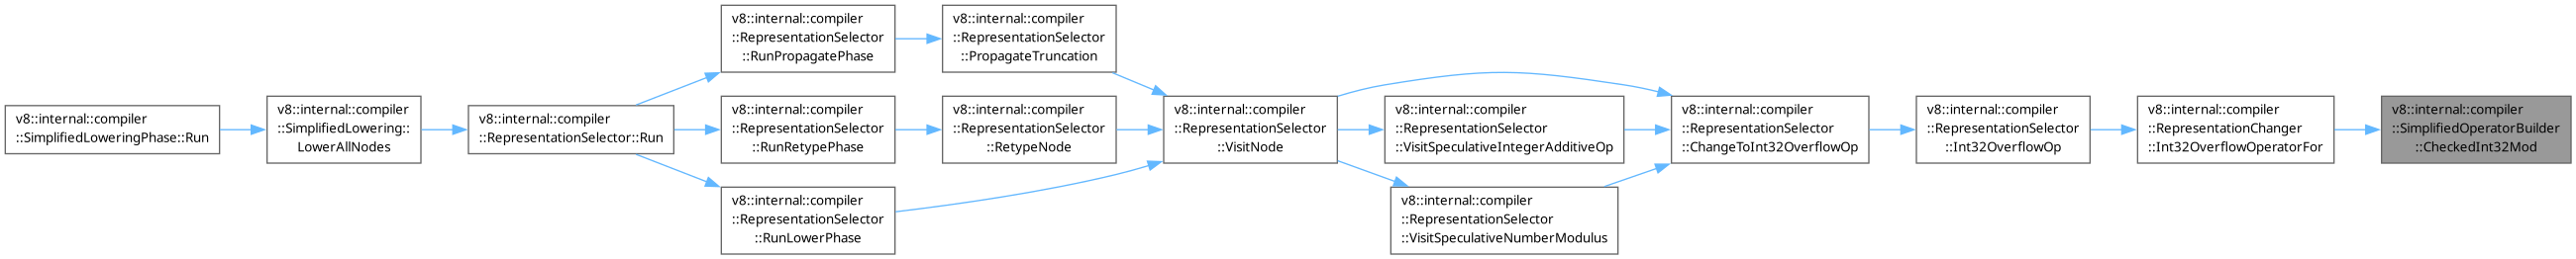 v8::internal::compiler
::SimplifiedLoweringPhase::Run
v8::internal::compiler
::SimplifiedLowering::
LowerAllNodes
v8::internal::compiler
::RepresentationSelector::Run
v8::internal::compiler
::RepresentationSelector
::RunPropagatePhase
v8::internal::compiler
::RepresentationSelector
::RunRetypePhase
v8::internal::compiler
::RepresentationSelector
::RunLowerPhase
v8::internal::compiler
::RepresentationSelector
::PropagateTruncation
v8::internal::compiler
::RepresentationSelector
::RetypeNode
v8::internal::compiler
::RepresentationSelector
::VisitNode
v8::internal::compiler
::RepresentationSelector
::VisitSpeculativeIntegerAdditiveOp
v8::internal::compiler
::RepresentationSelector
::VisitSpeculativeNumberModulus
v8::internal::compiler
::RepresentationSelector
::ChangeToInt32OverflowOp
v8::internal::compiler
::RepresentationSelector
::Int32OverflowOp
v8::internal::compiler
::RepresentationChanger
::Int32OverflowOperatorFor
v8::internal::compiler
::SimplifiedOperatorBuilder
::CheckedInt32Mod